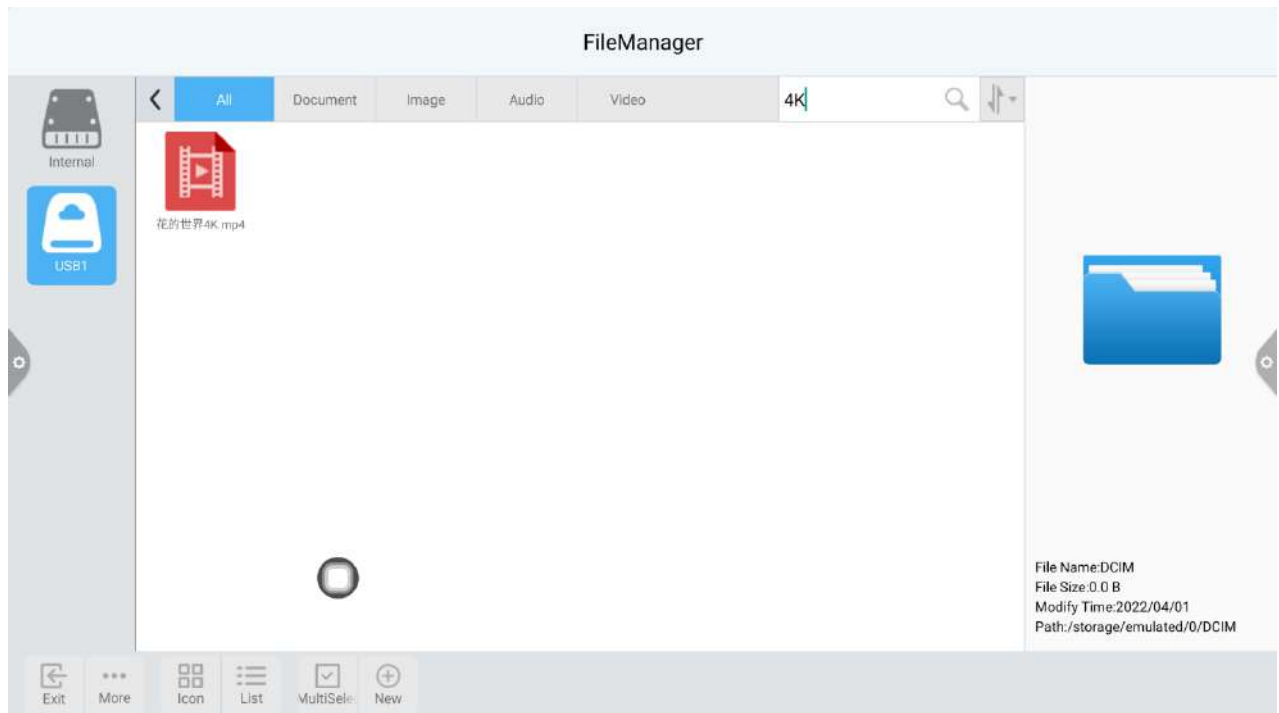 FileManager
All
Document
Image
Audio
Video
4K
Internal
花的世界4K.mp4
USB1
File Name:DCIM
File Size:0.0 B
Modify Time:2022/04/01
Path:/storage/emulated/0/DCIM
Exit
More
Icon
List
MultiSele
New